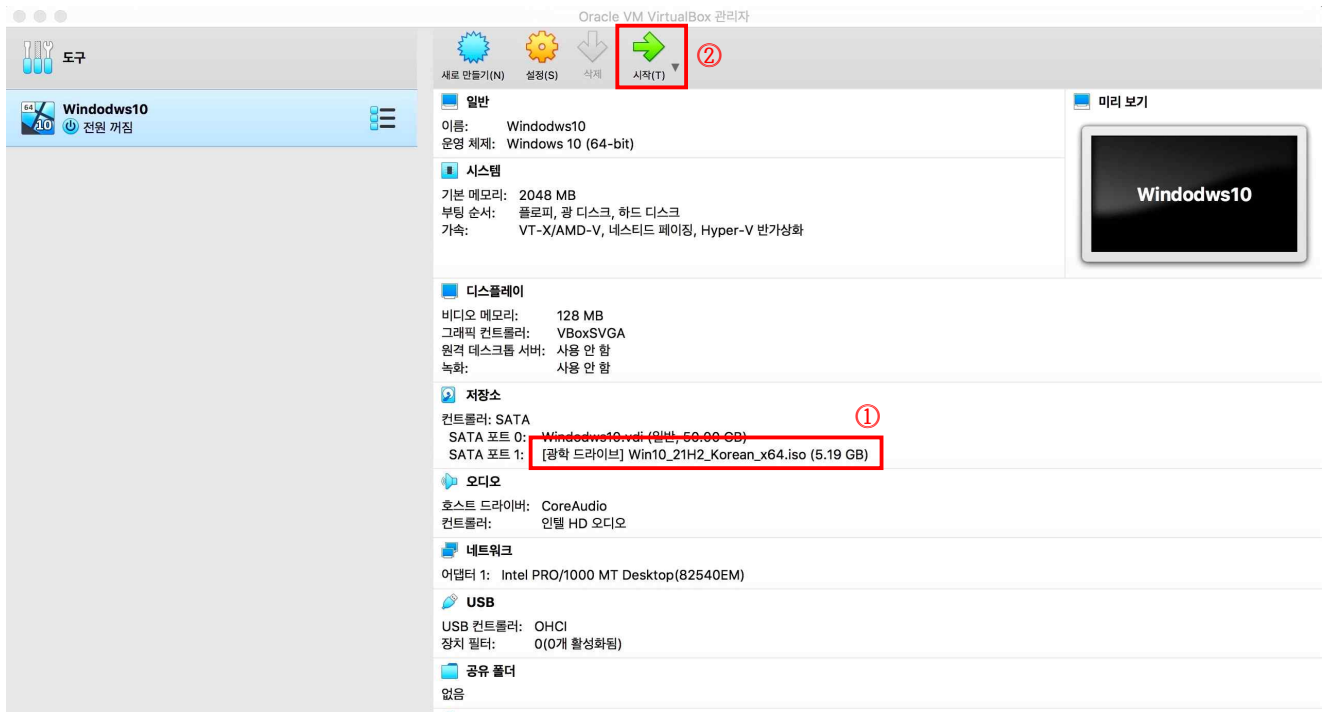 Oracle VM VirtualBox 관리자
도구
새로 만들기(N) 설정(S) 삭제 시작(T) ②
64 10 Windodws10
전원 꺼짐
일반
이름: Windodws10
운영 체제: Windows 10 (64-bit)
미리 보기
Windodws10
시스템
기본 메모리: 2048 MB
부팅 순서: 플로피, 광 디스크, 하드 디스크
가속: VT-X/AMD-V, 네스티드 페이징, Hyper-V 반가상화
디스플레이
비디오 메모리: 128 MB
그래픽 컨트롤러: VBoxSVGA
원격 데스크톱 서버: 사용 안 함
녹화: 사용 안 함
저장소
①
컨트롤러: SATA
SATA 포트 0: Windodws10.vdi (일반, 50.00 GB)
SATA 포트 1: [광학 드라이브] Win10_21H2_Korean_x64.iso (5.19 GB)
오디오
호스트 드라이버: CoreAudio
컨트롤러: 인텔 HD 오디오
네트워크
어댑터 1: Intel PRO/1000 MT Desktop(82540EM)
USB
USB 컨트롤러: OHCI
장치 필터: 0(0개 활성화됨)
공유 폴더
없음